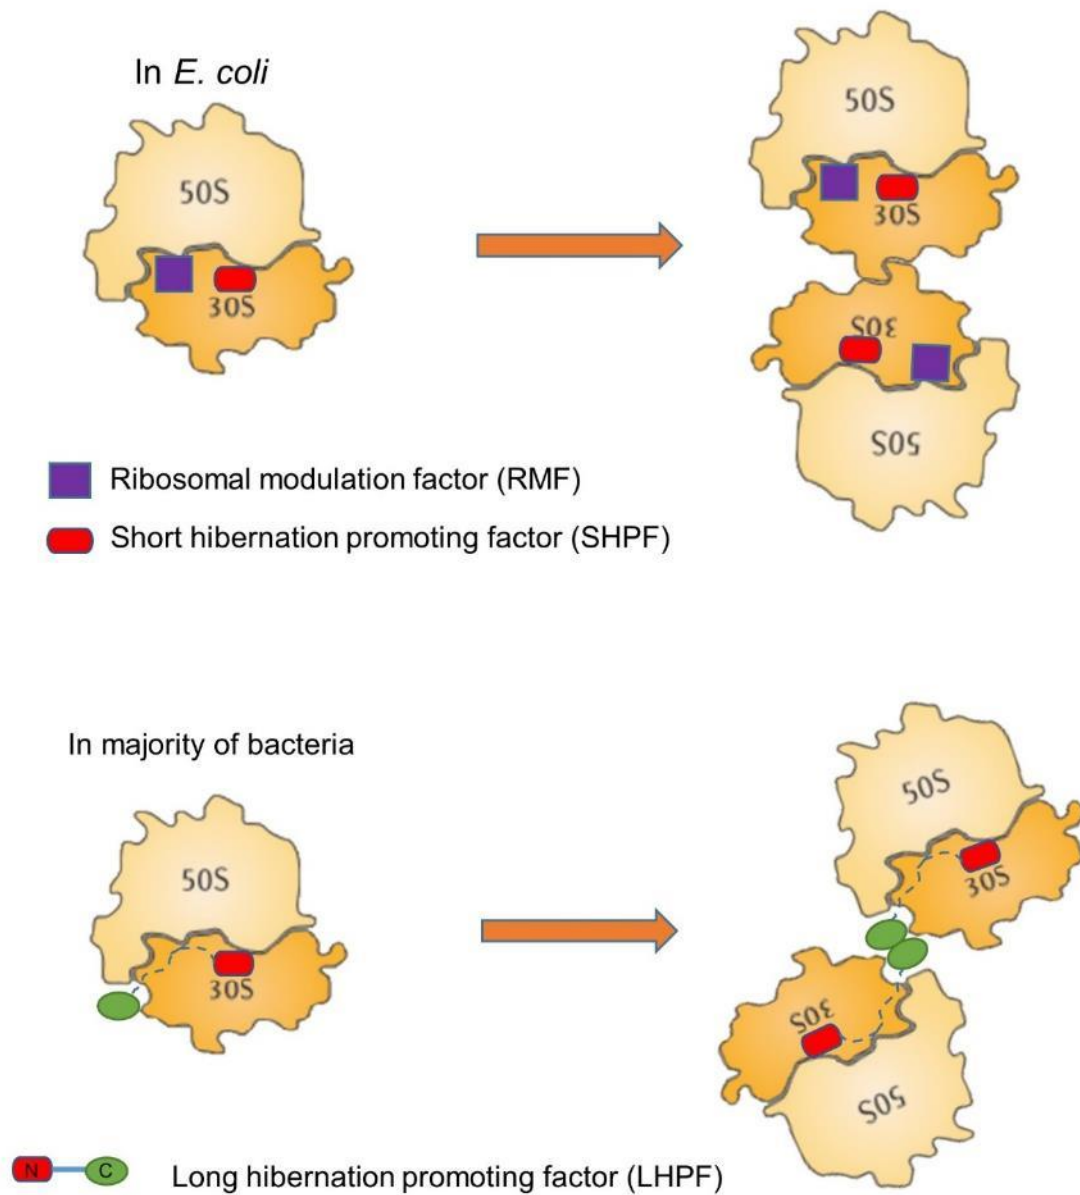 In E. coli
50S
30S
50S
30S
30S
50S
Ribosomal modulation factor (RMF)
Short hibernation promoting factor (SHPF)
In majority of bacteria
50S
30S
50S
30S
30S
50S
N C Long hibernation promoting factor (LHPF)